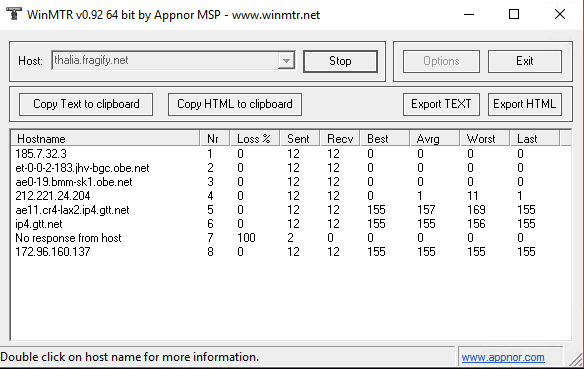 WinMTR v0.92 64 bit by Appnor MSP - www.winmtr.net
Host: thalia.fragify.net Stop Options Exit
Copy Text to clipboard Copy HTML to clipboard Export TEXT Export HTML
Hostname Nr Loss % Sent Recv Best Avrg Worst Last
185.7.32.3 1 0 12 12 0 0 0 0
et-0-0-2-183.jhv-bgc.obe.net 2 0 12 12 0 0 0 0
ae0-19.bmm-sk1.obe.net 3 0 12 12 0 0 0 0
212.221.24.204 4 0 12 12 0 1 11 1
ae11.cr4-lax2.ip4.gtt.net 5 0 12 12 155 157 169 155
ip4.gtt.net 6 0 12 12 155 155 156 155
No response from host 7 100 2 0 0 0 0 0
172.96.160.137 8 0 12 12 155 155 155 155
Double click on host name for more information. www.appnor.com